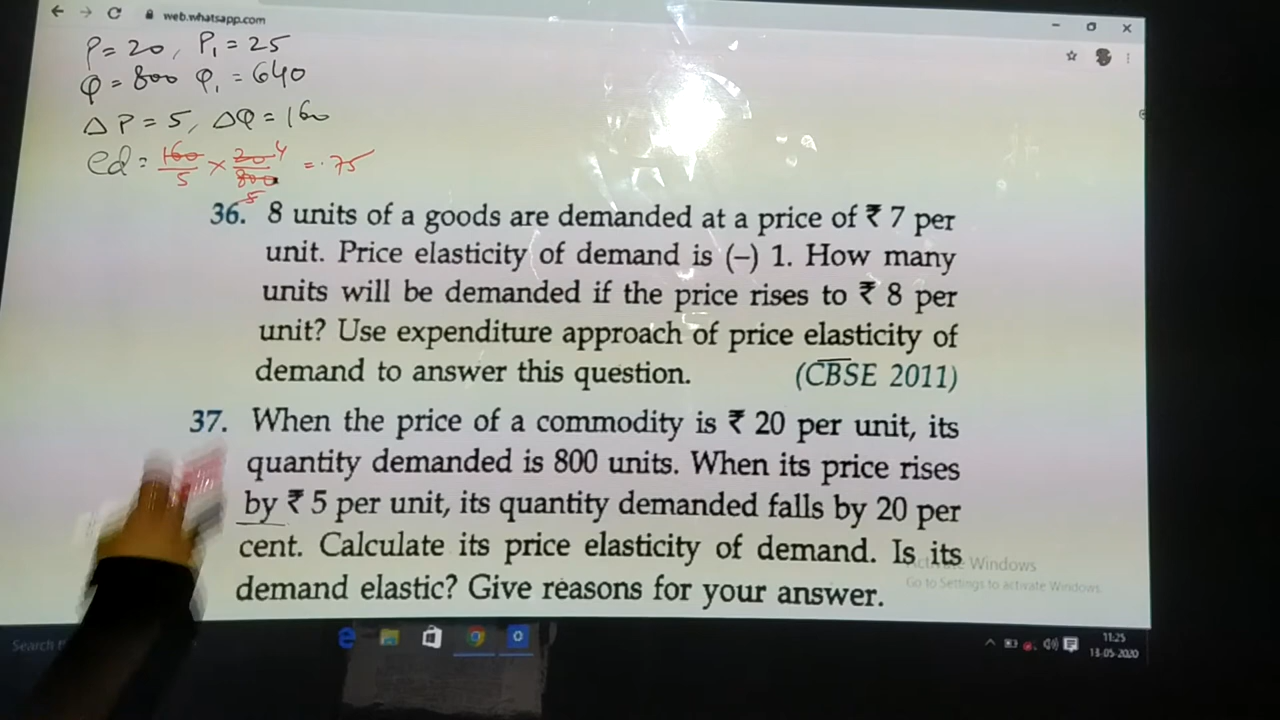 web.whatsapp.com
P = 20, P₁ = 25
Q = 800 Q₁ = 640
ΔP = 5, ΔQ = 160
ed = 160/5 × 20/800 4 5 = .75
36. 8 units of a goods are demanded at a price of ₹ 7 per
unit. Price elasticity of demand is (–) 1. How many
units will be demanded if the price rises to ₹ 8 per
unit? Use expenditure approach of price elasticity of
demand to answer this question. (CBSE 2011)
37. When the price of a commodity is ₹ 20 per unit, its
quantity demanded is 800 units. When its price rises
by ₹ 5 per unit, its quantity demanded falls by 20 per
cent. Calculate its price elasticity of demand. Is its
demand elastic? Give reasons for your answer.
Activate Windows
Go to Settings to activate Windows.
Search
11:25
13-05-2020